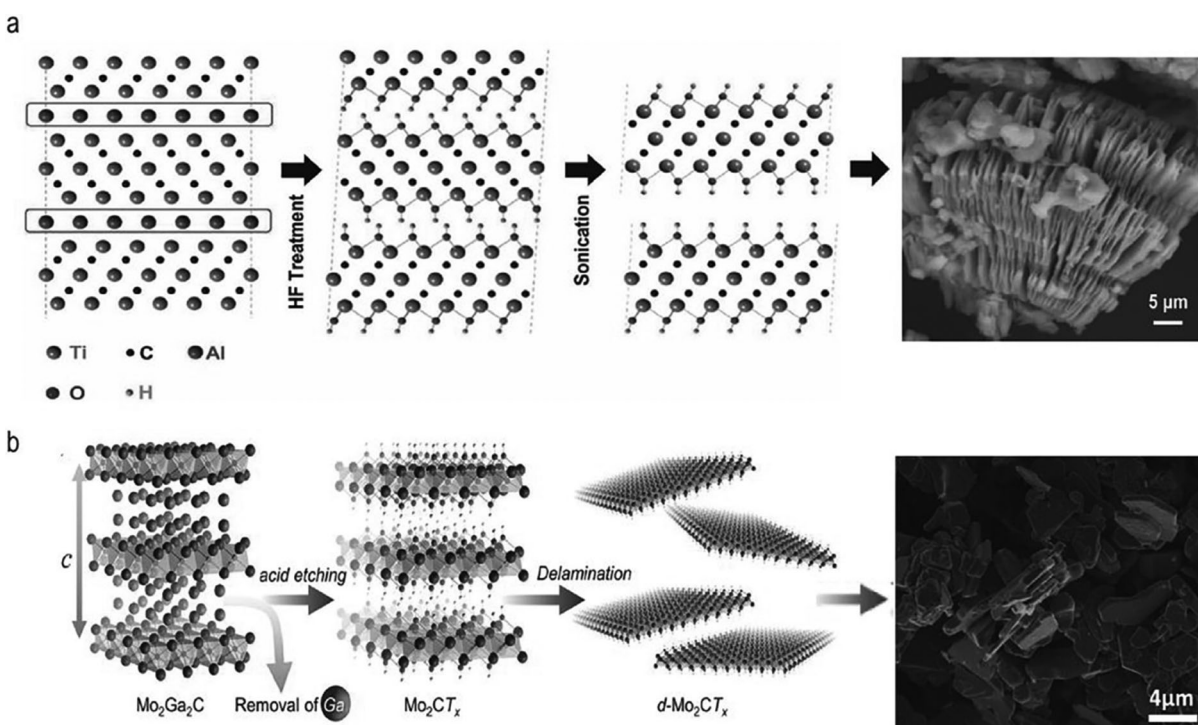 a
HF Treatment
Sonication
5 μm
Ti C Al
O H
b
c
acid etching
Delamination
Mo₂Ga₂C
Removal of Ga
Mo₂CTₓ
d-Mo₂CTₓ
4μm